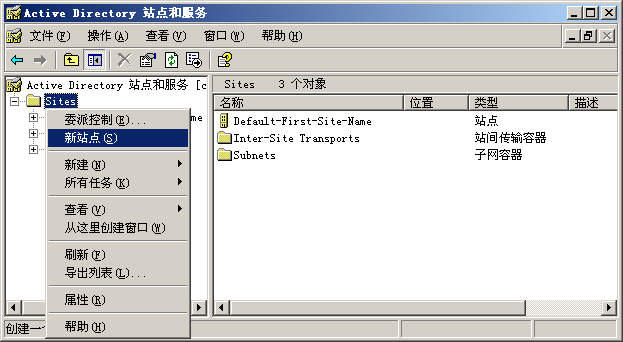 Active Directory 站点和服务
文件(F) 操作(A) 查看(V) 窗口(W) 帮助(H)
Active Directory 站点和服务 [c
Sites 3 个对象
Sites
名称 位置 类型 描述
Default-First-Site-Name 站点
Inter-Site Transports 站间传输容器
Subnets 子网容器
me
委派控制(E)...
新站点(S)
新建(N)
所有任务(K)
查看(V)
从这里创建窗口(W)
刷新(F)
导出列表(L)...
属性(R)
帮助(H)
创建一个